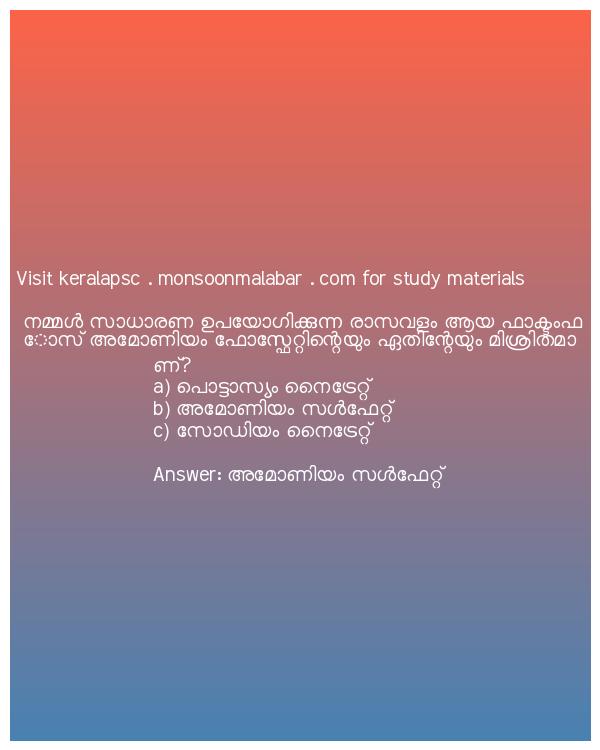 Visit keralapsc . monsoonmalabar . com for study materials
നമ്മൾ സാധാരണ ഉപയോഗിക്കുന്ന രാസവളം ആയ ഫാക്ടംഫ
ോസ് അമോണിയം ഫോസ്ഫേറ്റിന്റെയും ഏതിന്റേയും മിശ്രിതമാ
ണ്?
a) പൊട്ടാസ്യം നൈട്രേറ്റ്
b) അമോണിയം സൾഫേറ്റ്
c) സോഡിയം നൈട്രേറ്റ്
Answer: അമോണിയം സൾഫേറ്റ്